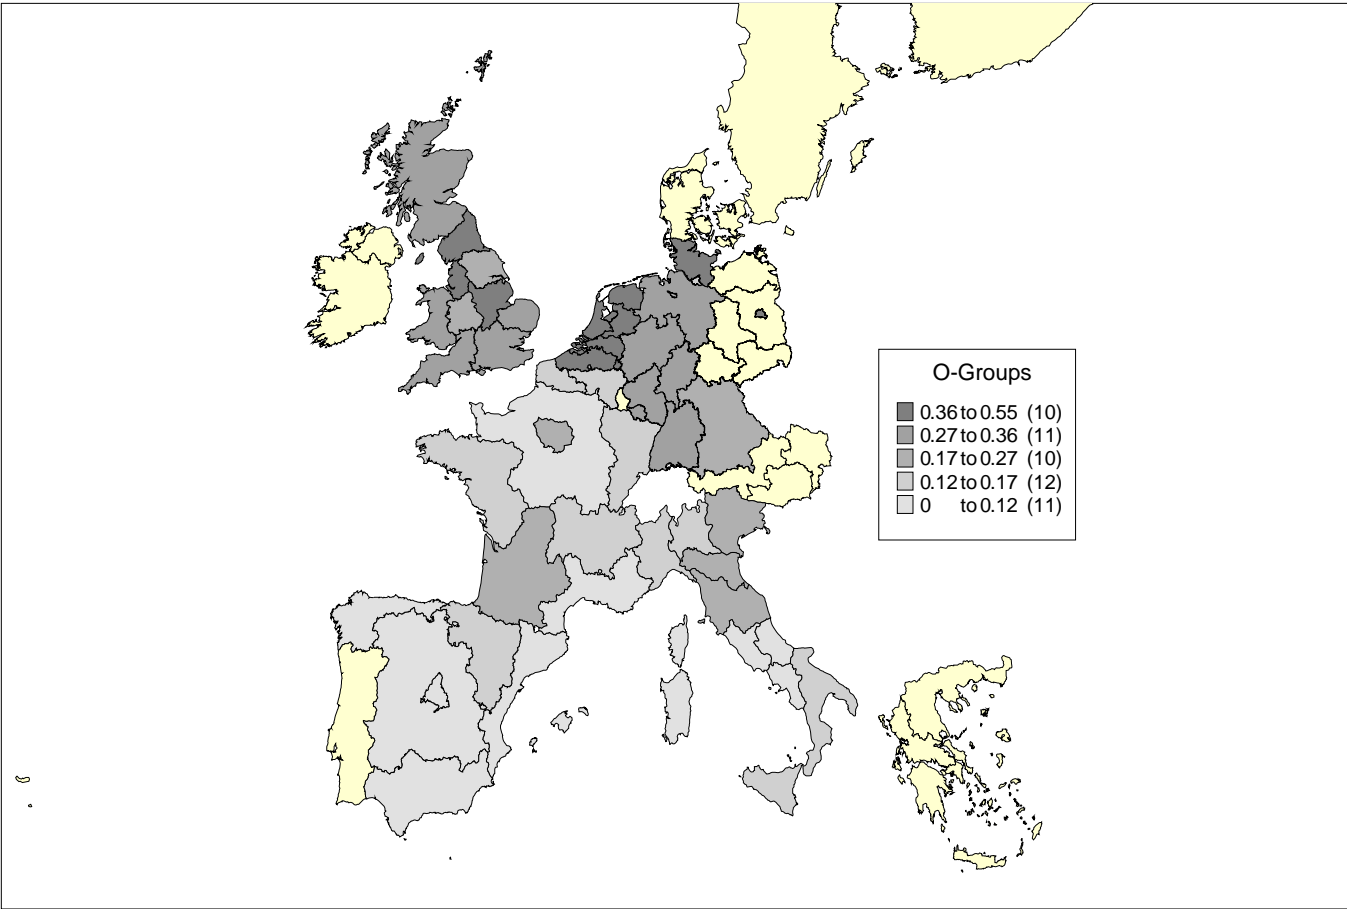 O-Groups
0.36 to 0.55 (10)
0.27 to 0.36 (11)
0.17 to 0.27 (10)
0.12 to 0.17 (12)
0 to 0.12 (11)